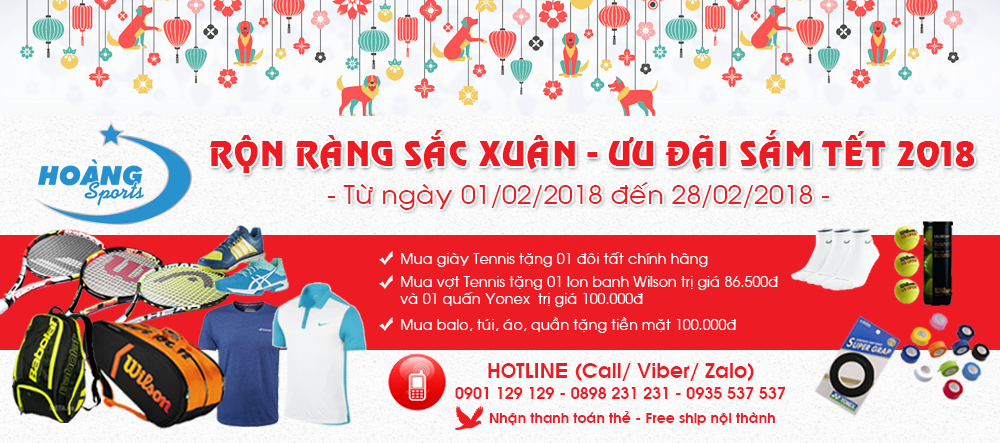 HOÀNG
Sports
RỘN RÀNG SẮC XUÂN - ƯU ĐÃI SẮM TẾT 2018
- Từ ngày 01/02/2018 đến 28/02/2018 -
Mua giày Tennis tặng 01 đôi tất chính hãng
Mua vợt Tennis tặng 01 lon banh Wilson trị giá 86.500đ
và 01 quấn Yonex trị giá 100.000đ
Mua balo, túi, áo, quần tặng tiền mặt 100.000đ
HOTLINE (Call/ Viber/ Zalo)
0901 129 129 - 0898 231 231 - 0935 537 537
Nhận thanh toán thẻ - Free ship nội thành
Babolat
Wilson
Wilson
SUPER GRAP
YONEX